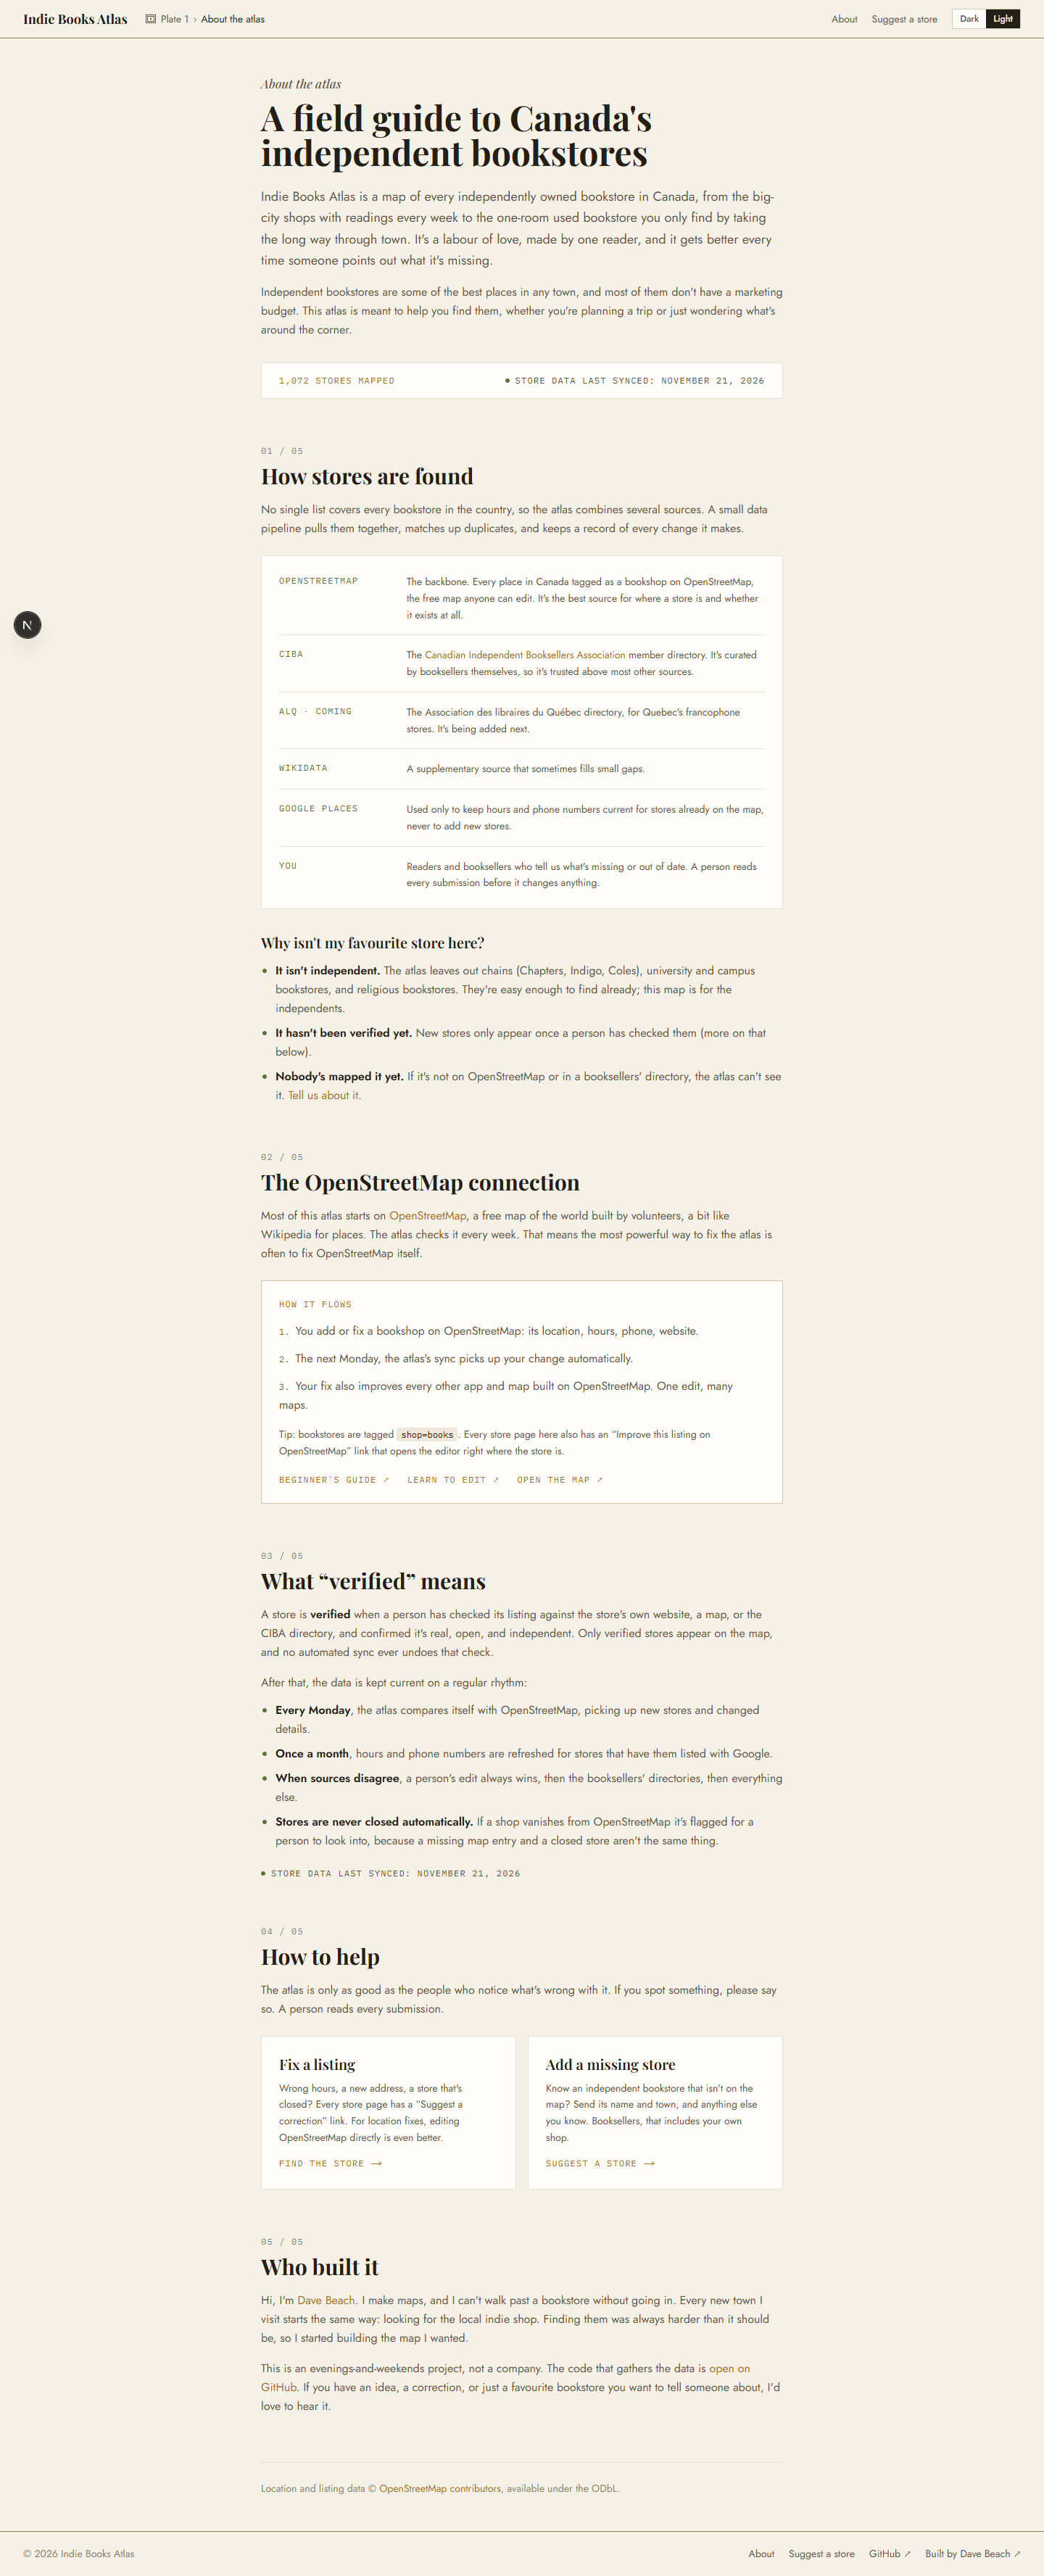 Indie Books Atlas Plate 1 › About the atlas About Suggest a store Dark Light
About the atlas
A field guide to Canada's
independent bookstores
Indie Books Atlas is a map of every independently owned bookstore in Canada, from the big-
city shops with readings every week to the one-room used bookstore you only find by taking
the long way through town. It's a labour of love, made by one reader, and it gets better every
time someone points out what it's missing.
Independent bookstores are some of the best places in any town, and most of them don't have a marketing
budget. This atlas is meant to help you find them, whether you're planning a trip or just wondering what's
around the corner.
1,072 STORES MAPPED ● STORE DATA LAST SYNCED: NOVEMBER 21, 2026
01 / 05
How stores are found
No single list covers every bookstore in the country, so the atlas combines several sources. A small data
pipeline pulls them together, matches up duplicates, and keeps a record of every change it makes.
OPENSTREETMAP The backbone. Every place in Canada tagged as a bookshop on OpenStreetMap,
the free map anyone can edit. It's the best source for where a store is and whether
it exists at all.
N
CIBA The Canadian Independent Booksellers Association member directory. It's curated
by booksellers themselves, so it's trusted above most other sources.
ALQ · COMING The Association des libraires du Québec directory, for Quebec's francophone
stores. It's being added next.
WIKIDATA A supplementary source that sometimes fills small gaps.
GOOGLE PLACES Used only to keep hours and phone numbers current for stores already on the map,
never to add new stores.
YOU Readers and booksellers who tell us what's missing or out of date. A person reads
every submission before it changes anything.
Why isn't my favourite store here?
● It isn't independent. The atlas leaves out chains (Chapters, Indigo, Coles), university and campus
bookstores, and religious bookstores. They're easy enough to find already; this map is for the
independents.
● It hasn't been verified yet. New stores only appear once a person has checked them (more on that
below).
● Nobody's mapped it yet. If it's not on OpenStreetMap or in a booksellers' directory, the atlas can't see
it. Tell us about it.
02 / 05
The OpenStreetMap connection
Most of this atlas starts on OpenStreetMap, a free map of the world built by volunteers, a bit like
Wikipedia for places. The atlas checks it every week. That means the most powerful way to fix the atlas is
often to fix OpenStreetMap itself.
HOW IT FLOWS
1. You add or fix a bookshop on OpenStreetMap: its location, hours, phone, website.
2. The next Monday, the atlas's sync picks up your change automatically.
3. Your fix also improves every other app and map built on OpenStreetMap. One edit, many
maps.
Tip: bookstores are tagged shop=books. Every store page here also has an "Improve this listing on
OpenStreetMap" link that opens the editor right where the store is.
BEGINNER'S GUIDE ↗ LEARN TO EDIT ↗ OPEN THE MAP ↗
03 / 05
What “verified” means
A store is verified when a person has checked its listing against the store's own website, a map, or the
CIBA directory, and confirmed it's real, open, and independent. Only verified stores appear on the map,
and no automated sync ever undoes that check.
After that, the data is kept current on a regular rhythm:
● Every Monday, the atlas compares itself with OpenStreetMap, picking up new stores and changed
details.
● Once a month, hours and phone numbers are refreshed for stores that have them listed with Google.
● When sources disagree, a person's edit always wins, then the booksellers' directories, then everything
else.
● Stores are never closed automatically. If a shop vanishes from OpenStreetMap it's flagged for a
person to look into, because a missing map entry and a closed store aren't the same thing.
● STORE DATA LAST SYNCED: NOVEMBER 21, 2026
04 / 05
How to help
The atlas is only as good as the people who notice what's wrong with it. If you spot something, please say
so. A person reads every submission.
Fix a listing
Wrong hours, a new address, a store that's
closed? Every store page has a "Suggest a
correction" link. For location fixes, editing
OpenStreetMap directly is even better.
FIND THE STORE ⟶
Add a missing store
Know an independent bookstore that isn't on the
map? Send its name and town, and anything else
you know. Booksellers, that includes your own
shop.
SUGGEST A STORE ⟶
05 / 05
Who built it
Hi, I'm Dave Beach. I make maps, and I can't walk past a bookstore without going in. Every new town I
visit starts the same way: looking for the local indie shop. Finding them was always harder than it should
be, so I started building the map I wanted.
This is an evenings-and-weekends project, not a company. The code that gathers the data is open on
GitHub. If you have an idea, a correction, or just a favourite bookstore you want to tell someone about, I'd
love to hear it.
Location and listing data © OpenStreetMap contributors, available under the ODbL.
© 2026 Indie Books Atlas About Suggest a store GitHub ↗ Built by Dave Beach ↗